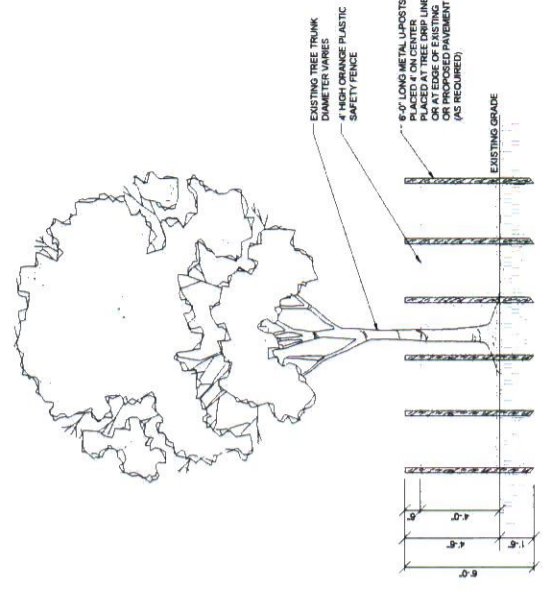 EXISTING TREE TRUNK
DIAMETER VARIES
4' HIGH ORANGE PLASTIC
SAFETY FENCE
6'-0" LONG METAL U-POSTS
PLACED 4' ON CENTER
PLACED AT TREE DRIP LINE
OR AT EDGE OF EXISTING
OR PROPOSED PAVEMENT
(AS REQUIRED)
EXISTING GRADE
6"
4'-0"
4'-6"
1'-6"
6'-0"